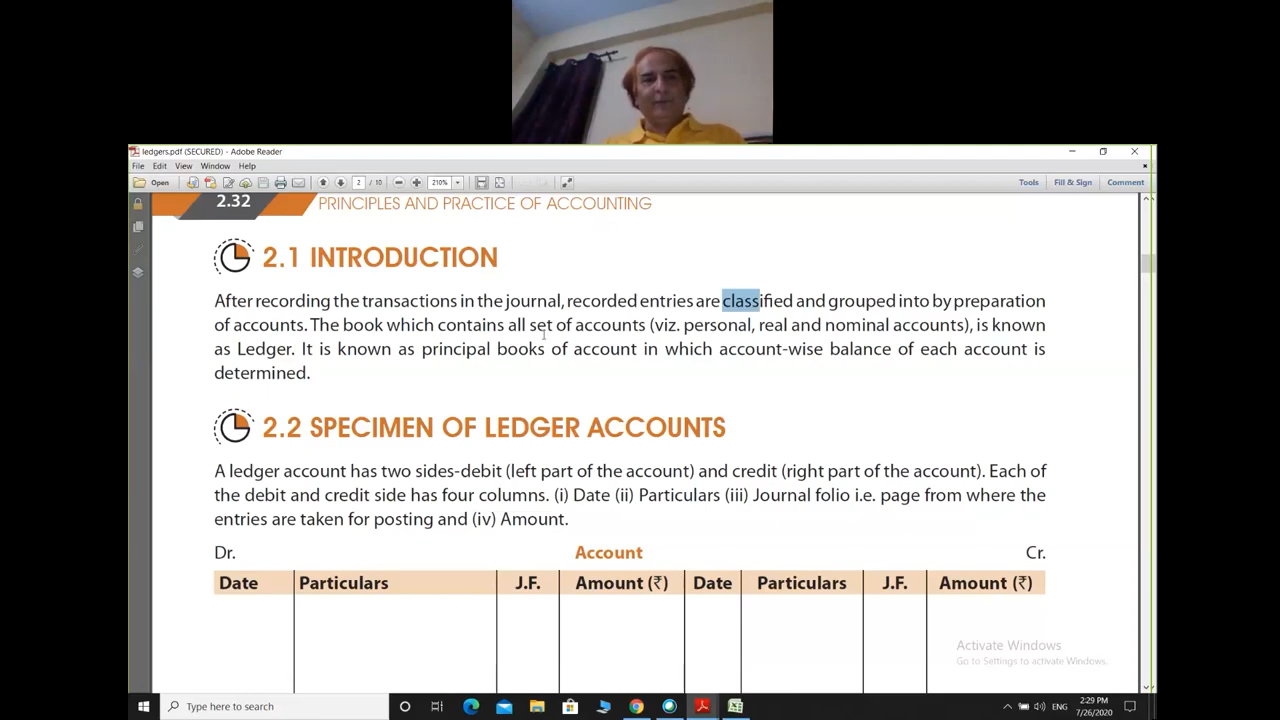 ledgers.pdf (SECURED) - Adobe Reader
File Edit View Window Help
Open 2 / 10 210% Tools Fill & Sign Comment
2.32 PRINCIPLES AND PRACTICE OF ACCOUNTING
2.1 INTRODUCTION
After recording the transactions in the journal, recorded entries are classified and grouped into by preparation
of accounts. The book which contains all set of accounts (viz. personal, real and nominal accounts), is known
as Ledger. It is known as principal books of account in which account-wise balance of each account is
determined.
2.2 SPECIMEN OF LEDGER ACCOUNTS
A ledger account has two sides-debit (left part of the account) and credit (right part of the account). Each of
the debit and credit side has four columns. (i) Date (ii) Particulars (iii) Journal folio i.e. page from where the
entries are taken for posting and (iv) Amount.
Dr. Account Cr.
Date Particulars J.F. Amount (₹) Date Particulars J.F. Amount (₹)
Activate Windows
Go to Settings to activate Windows.
Type here to search ENG 2:29 PM
7/26/2020